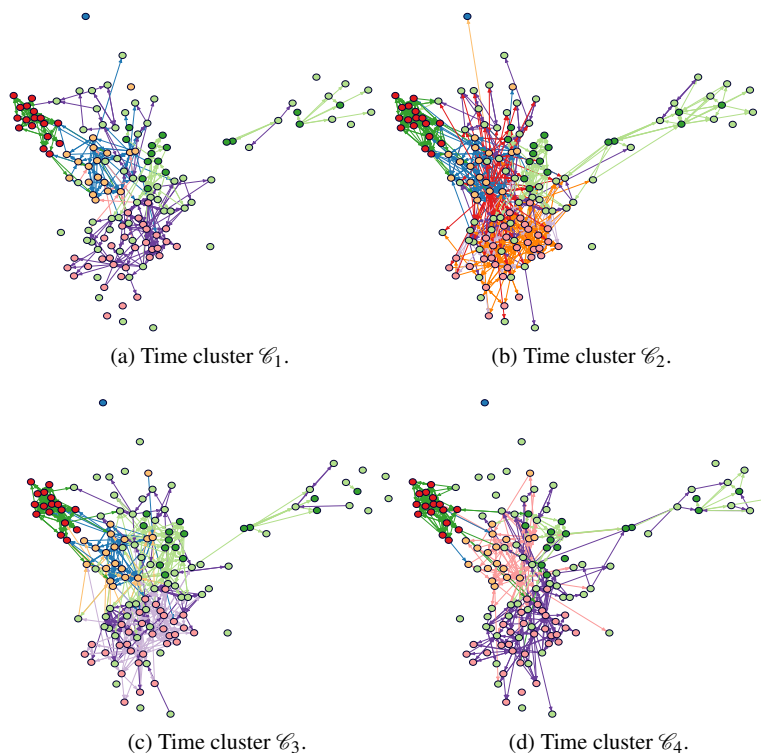 (a) Time cluster 𝒞1.
(b) Time cluster 𝒞2.
(c) Time cluster 𝒞3.
(d) Time cluster 𝒞4.